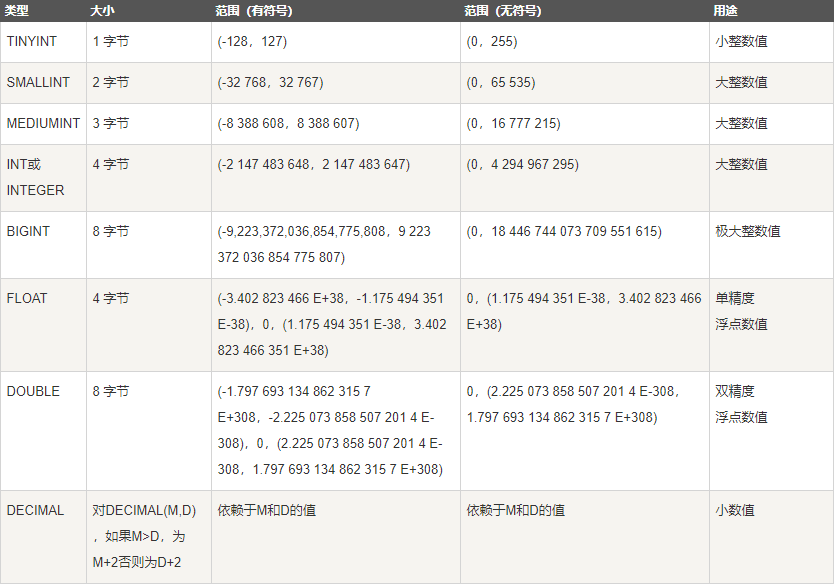 类型 大小 范围（有符号） 范围（无符号） 用途
TINYINT 1 字节 (-128，127) (0，255) 小整数值
SMALLINT 2 字节 (-32 768，32 767) (0，65 535) 大整数值
MEDIUMINT 3 字节 (-8 388 608，8 388 607) (0，16 777 215) 大整数值
INT或 4 字节 (-2 147 483 648，2 147 483 647) (0，4 294 967 295) 大整数值
INTEGER
BIGINT 8 字节 (-9,223,372,036,854,775,808，9 223 (0，18 446 744 073 709 551 615) 极大整数值
372 036 854 775 807)
FLOAT 4 字节 (-3.402 823 466 E+38，-1.175 494 351 0，(1.175 494 351 E-38，3.402 823 466 单精度
E-38)，0，(1.175 494 351 E-38，3.402 E+38) 浮点数值
823 466 351 E+38)
DOUBLE 8 字节 (-1.797 693 134 862 315 7 0，(2.225 073 858 507 201 4 E-308， 双精度
E+308，-2.225 073 858 507 201 4 E- 1.797 693 134 862 315 7 E+308) 浮点数值
308)，0，(2.225 073 858 507 201 4 E-
308，1.797 693 134 862 315 7 E+308)
DECIMAL 对DECIMAL(M,D) 依赖于M和D的值 依赖于M和D的值 小数值
，如果M>D，为
M+2否则为D+2